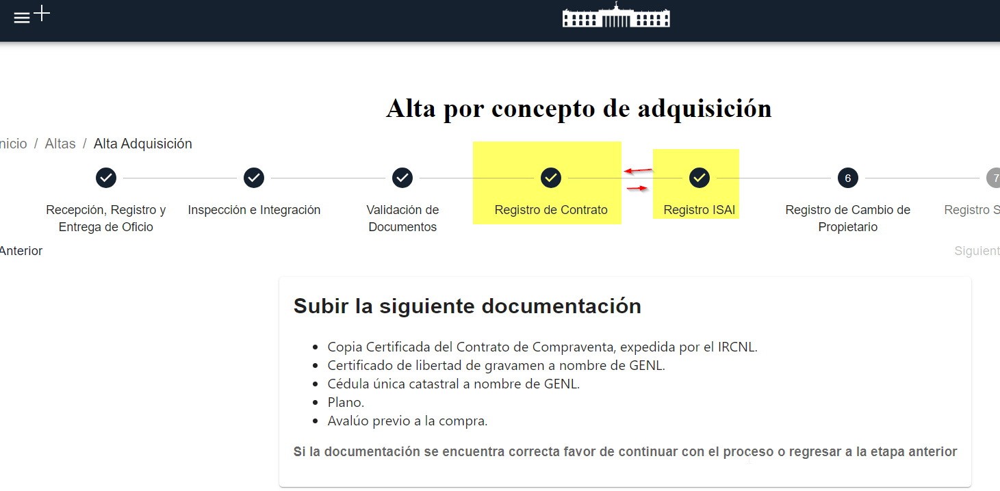 Alta por concepto de adquisición
nicio / Altas / Alta Adquisición
6
7
Recepción, Registro y
Entrega de Oficio
Inspección e Integración
Validación de
Documentos
Registro de Contrato
Registro ISAI
Registro de Cambio de
Propietario
Registro S
Anterior
Siguient
Subir la siguiente documentación
• Copia Certificada del Contrato de Compraventa, expedida por el IRCNL.
• Certificado de libertad de gravamen a nombre de GENL.
• Cédula única catastral a nombre de GENL.
• Plano.
• Avalúo previo a la compra.
Si la documentación se encuentra correcta favor de continuar con el proceso o regresar a la etapa anterior